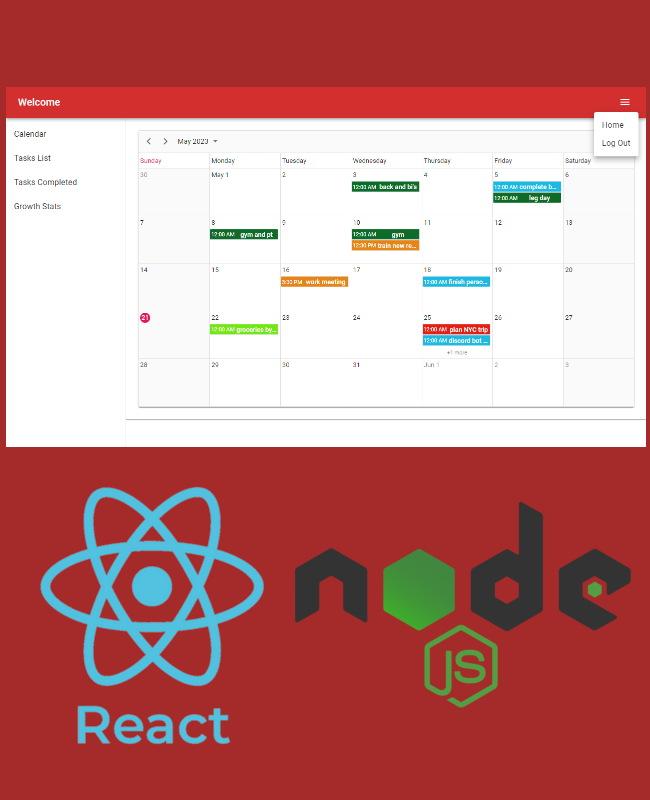 Welcome
Home
Log Out
Calendar
Tasks List
Tasks Completed
Growth Stats
May 2023
Sunday Monday Tuesday Wednesday Thursday Friday Saturday
30 May 1 2 3 4 5 6
12:00 AM back and bi's 12:00 AM complete b...
12:00 AM leg day
7 8 9 10 11 12 13
12:00 AM gym and pt 12:00 AM gym
12:30 PM train new re...
14 15 16 17 18 19 20
3:00 PM work meeting 12:00 AM finish perso...
21 22 23 24 25 26 27
12:00 AM groceries by... 12:00 AM plan NYC trip
12:00 AM discord bot ...
+1 more
28 29 30 31 Jun 1 2 3
React
node
JS